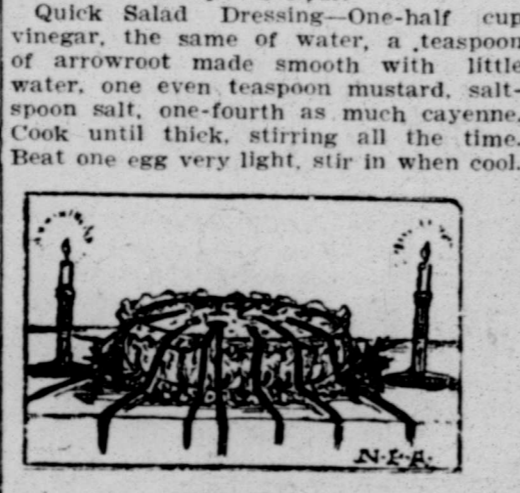 Quick Salad Dressing—One-half cup
vinegar, the same of water, a teaspoon
of arrowroot made smooth with little
water, one even teaspoon mustard, salt-
spoon salt, one-fourth as much cayenne.
Cook until thick, stirring all the time.
Beat one egg very light, stir in when cool.
N.E.A.